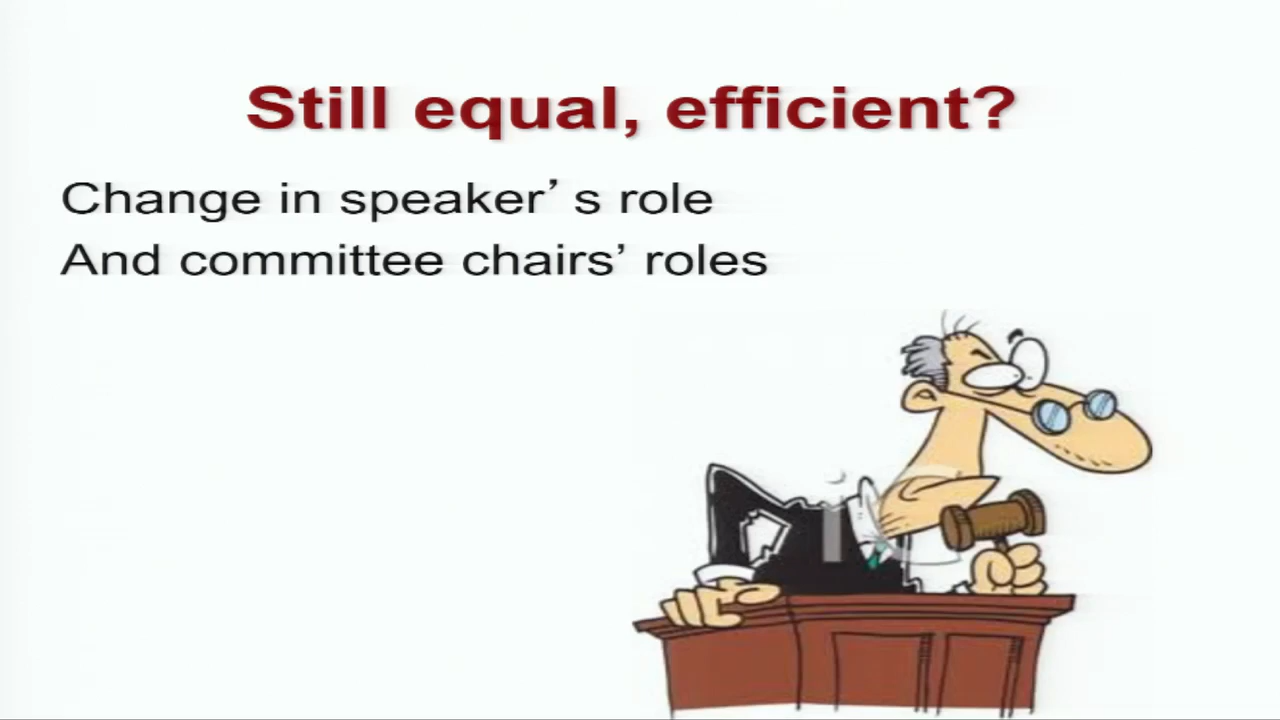 Still equal, efficient?
Change in speaker’s role
And committee chairs’ roles